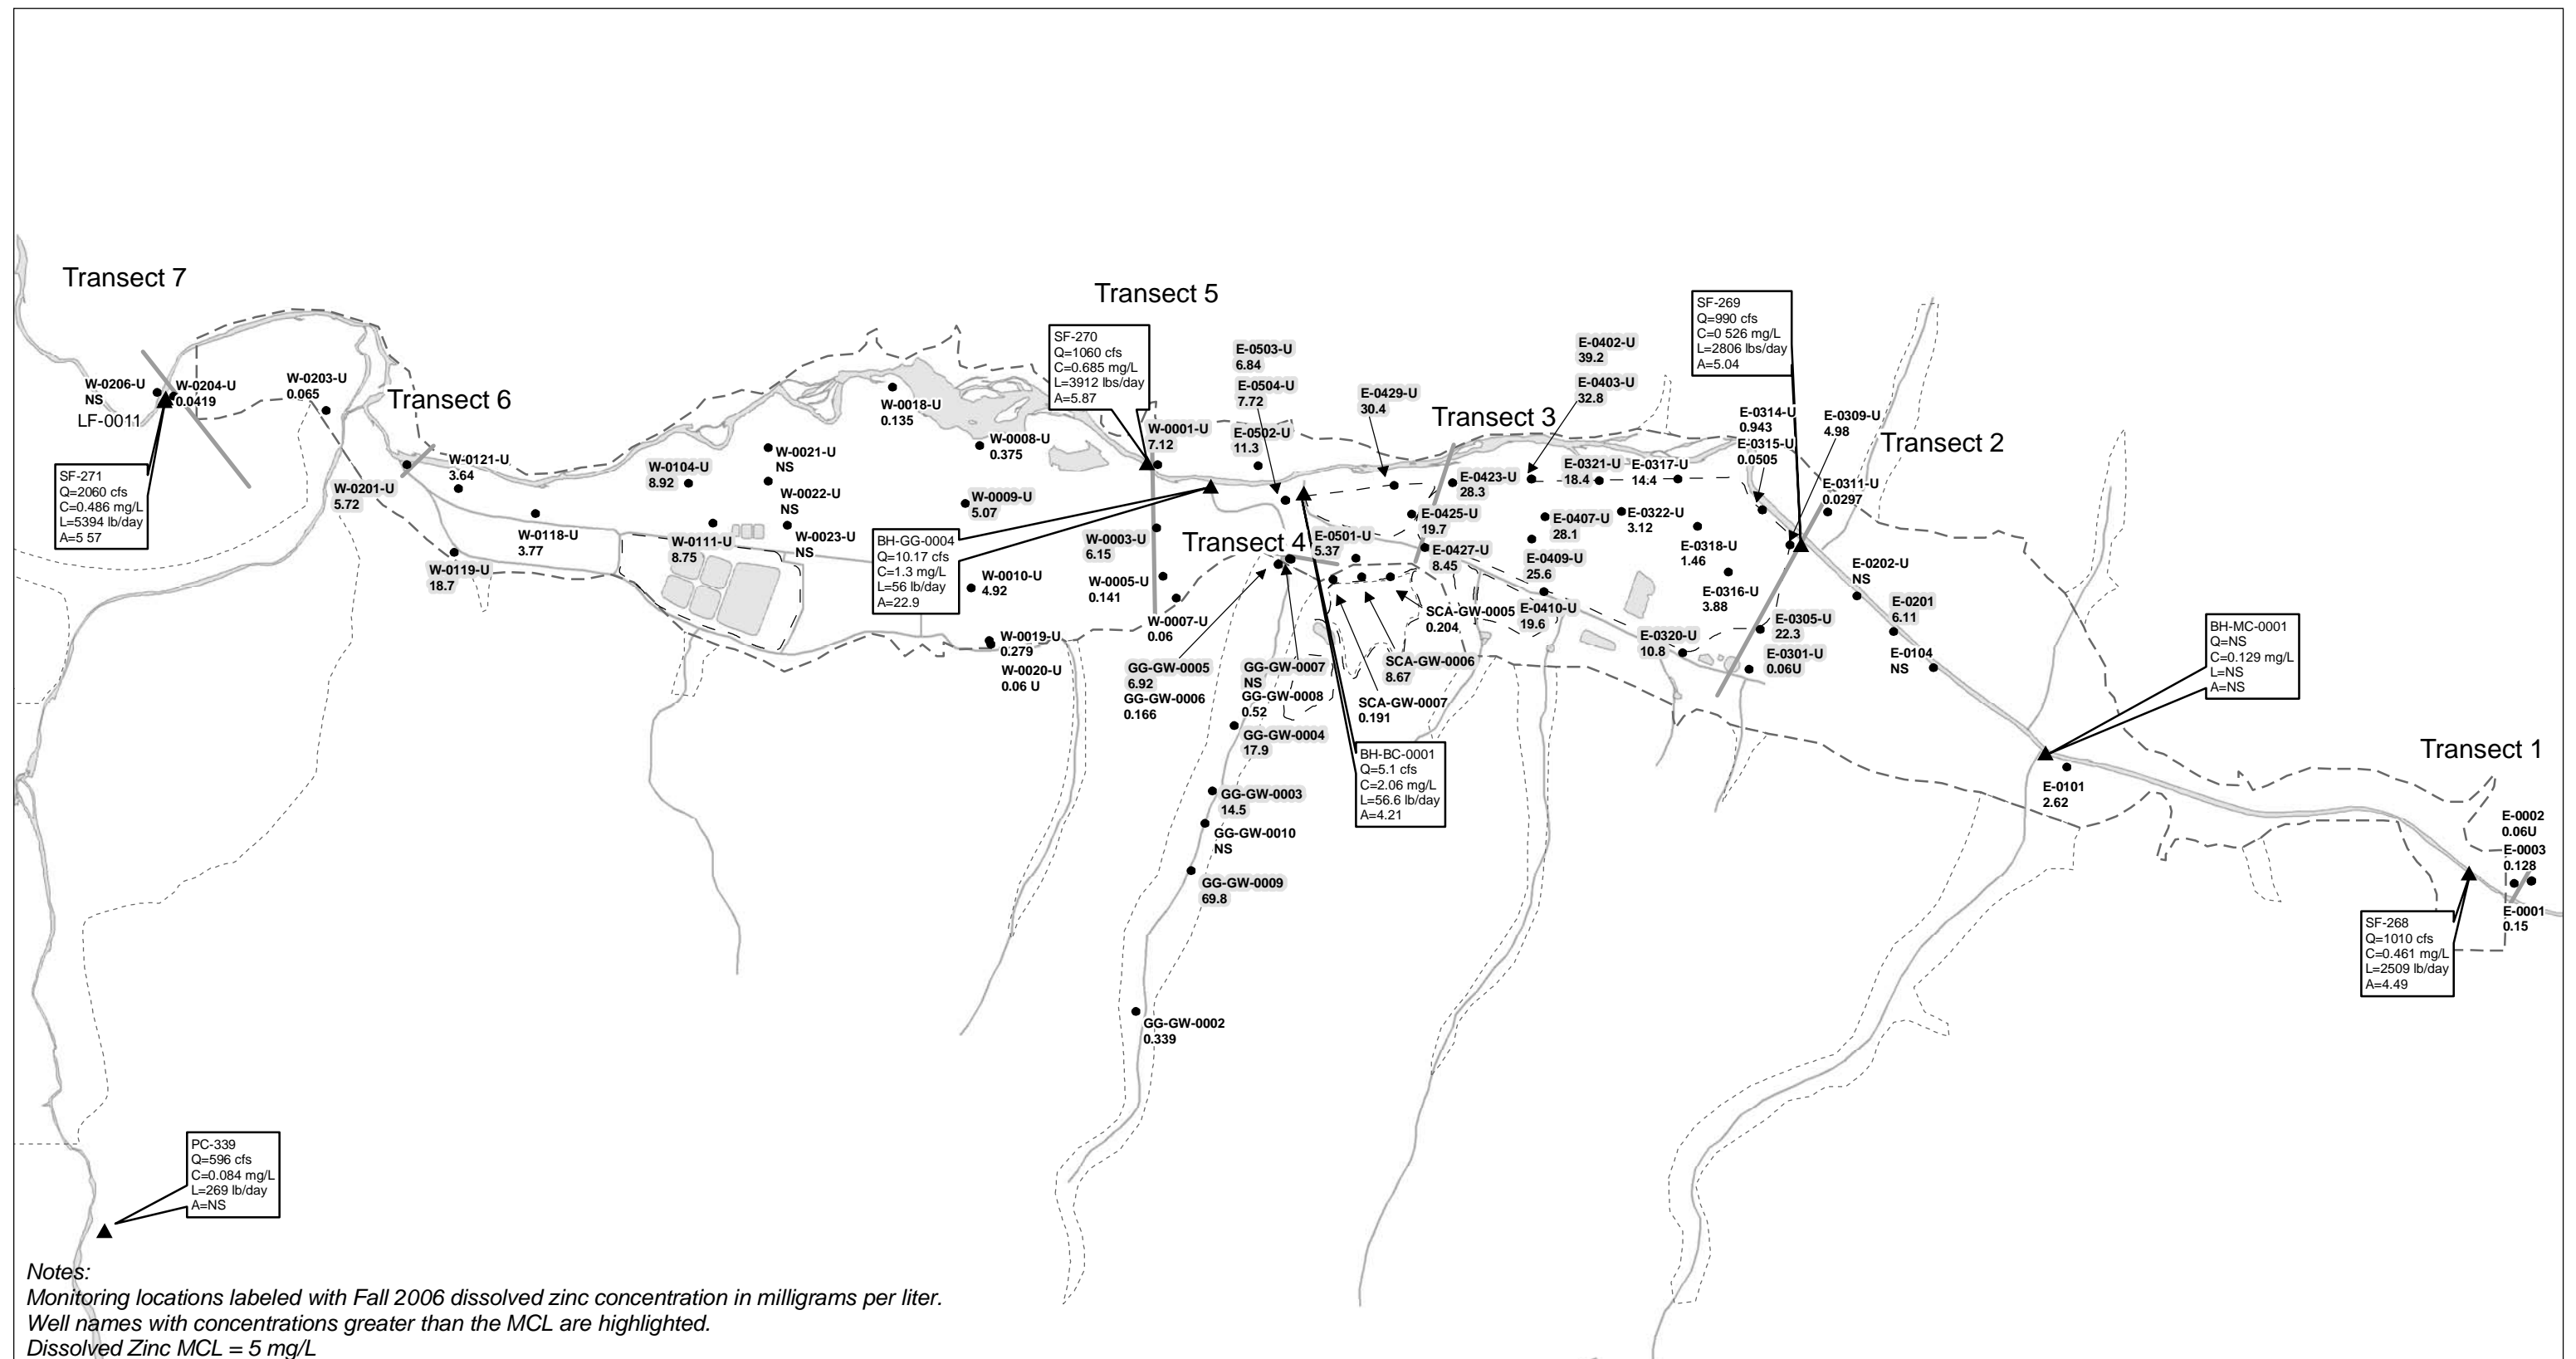 Transect 7
W-0206-U
NS
W-0204-U
0.0419
LF-0011
SF-271
Q=2060 cfs
C=0.486 mg/L
L=5394 lb/day
A=5 57
W-0203-U
0.065
Transect 6
W-0201-U
5.72
W-0121-U
3.64
W-0118-U
3.77
W-0119-U
18.7
W-0104-U
8.92
W-0111-U
8.75
W-0021-U
NS
W-0022-U
NS
W-0023-U
NS
W-0018-U
0.135
W-0008-U
0.375
W-0009-U
5.07
BH-GG-0004
Q=10.17 cfs
C=1.3 mg/L
L=56 lb/day
A=22.9
W-0010-U
4.92
W-0019-U
0.279
W-0020-U
0.06 U
Transect 5
SF-270
Q=1060 cfs
C=0.685 mg/L
L=3912 lbs/day
A=5.87
W-0001-U
7.12
W-0003-U
6.15
W-0005-U
0.141
W-0007-U
0.06
E-0503-U
6.84
E-0504-U
7.72
E-0502-U
11.3
Transect 4
E-0501-U
5.37
GG-GW-0005
6.92
GG-GW-0006
0.166
GG-GW-0007
NS
GG-GW-0008
0.52
GG-GW-0004
17.9
GG-GW-0003
14.5
GG-GW-0010
NS
GG-GW-0009
69.8
GG-GW-0002
0.339
SCA-GW-0005
0.204
SCA-GW-0006
8.67
SCA-GW-0007
0.191
BH-BC-0001
Q=5.1 cfs
C=2.06 mg/L
L=56.6 lb/day
A=4.21
E-0429-U
30.4
Transect 3
E-0423-U
28.3
E-0425-U
19.7
E-0427-U
8.45
E-0402-U
39.2
E-0403-U
32.8
E-0321-U
18.4
E-0317-U
14.4
E-0407-U
28.1
E-0409-U
25.6
E-0410-U
19.6
E-0322-U
3.12
E-0318-U
1.46
E-0316-U
3.88
E-0320-U
10.8
SF-269
Q=990 cfs
C=0 526 mg/L
L=2806 lbs/day
A=5.04
E-0314-U
0.943
E-0315-U
0.0505
E-0309-U
4.98
Transect 2
E-0311-U
0.0297
E-0305-U
22.3
E-0301-U
0.06U
E-0202-U
NS
E-0201
6.11
E-0104
NS
BH-MC-0001
Q=NS
C=0.129 mg/L
L=NS
A=NS
E-0101
2.62
Transect 1
E-0002
0.06U
E-0003
0.128
E-0001
0.15
SF-268
Q=1010 cfs
C=0.461 mg/L
L=2509 lb/day
A=4.49
PC-339
Q=596 cfs
C=0.084 mg/L
L=269 lb/day
A=NS
Notes:
Monitoring locations labeled with Fall 2006 dissolved zinc concentration in milligrams per liter.
Well names with concentrations greater than the MCL are highlighted.
Dissolved Zinc MCL = 5 mg/L